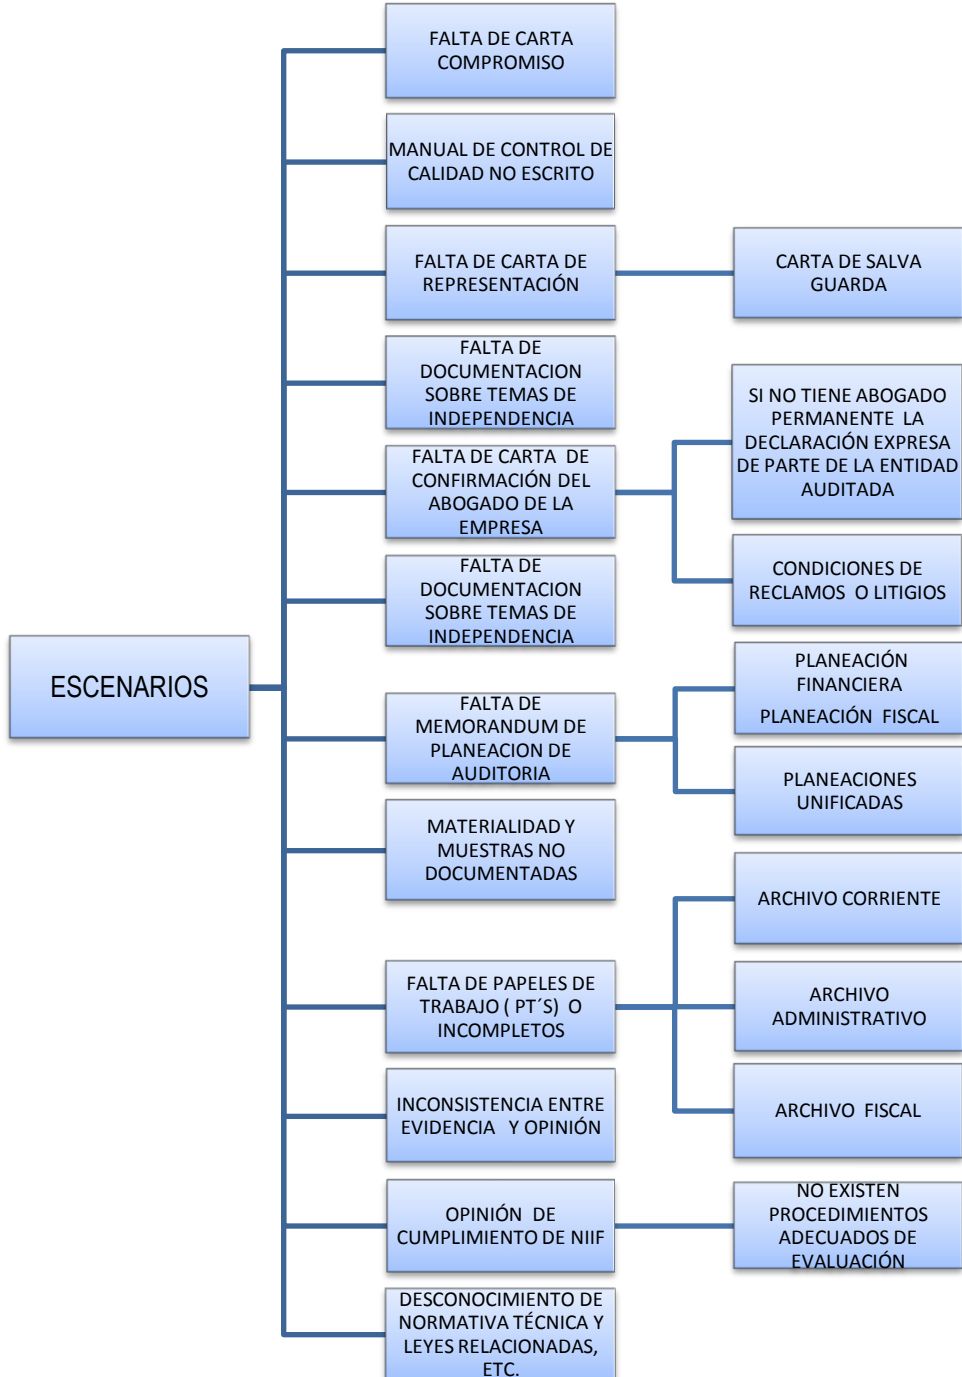 FALTA DE CARTA
COMPROMISO
MANUAL DE CONTROL DE
CALIDAD NO ESCRITO
FALTA DE CARTA DE
REPRESENTACIÓN
CARTA DE SALVA
GUARDA
FALTA DE
DOCUMENTACION
SOBRE TEMAS DE
INDEPENDENCIA
FALTA DE CARTA DE
CONFIRMACIÓN DEL
ABOGADO DE LA
EMPRESA
SI NO TIENE ABOGADO
PERMANENTE LA
DECLARACIÓN EXPRESA
DE PARTE DE LA ENTIDAD
AUDITADA
CONDICIONES DE
RECLAMOS O LITIGIOS
FALTA DE
DOCUMENTACION
SOBRE TEMAS DE
INDEPENDENCIA
ESCENARIOS
FALTA DE
MEMORANDUM DE
PLANEACION DE
AUDITORIA
PLANEACIÓN
FINANCIERA
PLANEACIÓN FISCAL
PLANEACIONES
UNIFICADAS
MATERIALIDAD Y
MUESTRAS NO
DOCUMENTADAS
FALTA DE PAPELES DE
TRABAJO ( PT´S) O
INCOMPLETOS
ARCHIVO CORRIENTE
ARCHIVO
ADMINISTRATIVO
ARCHIVO FISCAL
INCONSISTENCIA ENTRE
EVIDENCIA Y OPINIÓN
OPINIÓN DE
CUMPLIMIENTO DE NIIF
NO EXISTEN
PROCEDIMIENTOS
ADECUADOS DE
EVALUACIÓN
DESCONOCIMIENTO DE
NORMATIVA TÉCNICA Y
LEYES RELACIONADAS,
ETC.